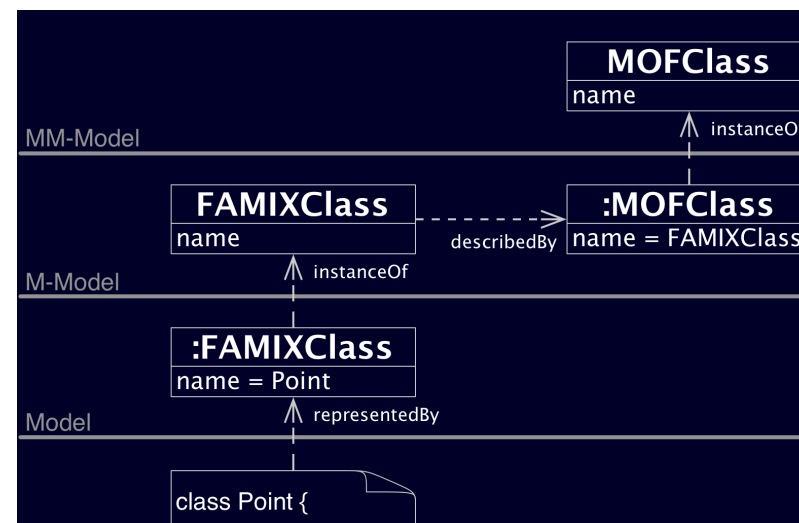 MOFClass
name
instanceO
MM-Model
FAMIXClass
name
describedBy
:MOFClass
name = FAMIXClass
instanceOf
M-Model
:FAMIXClass
name = Point
representedBy
Model
class Point {